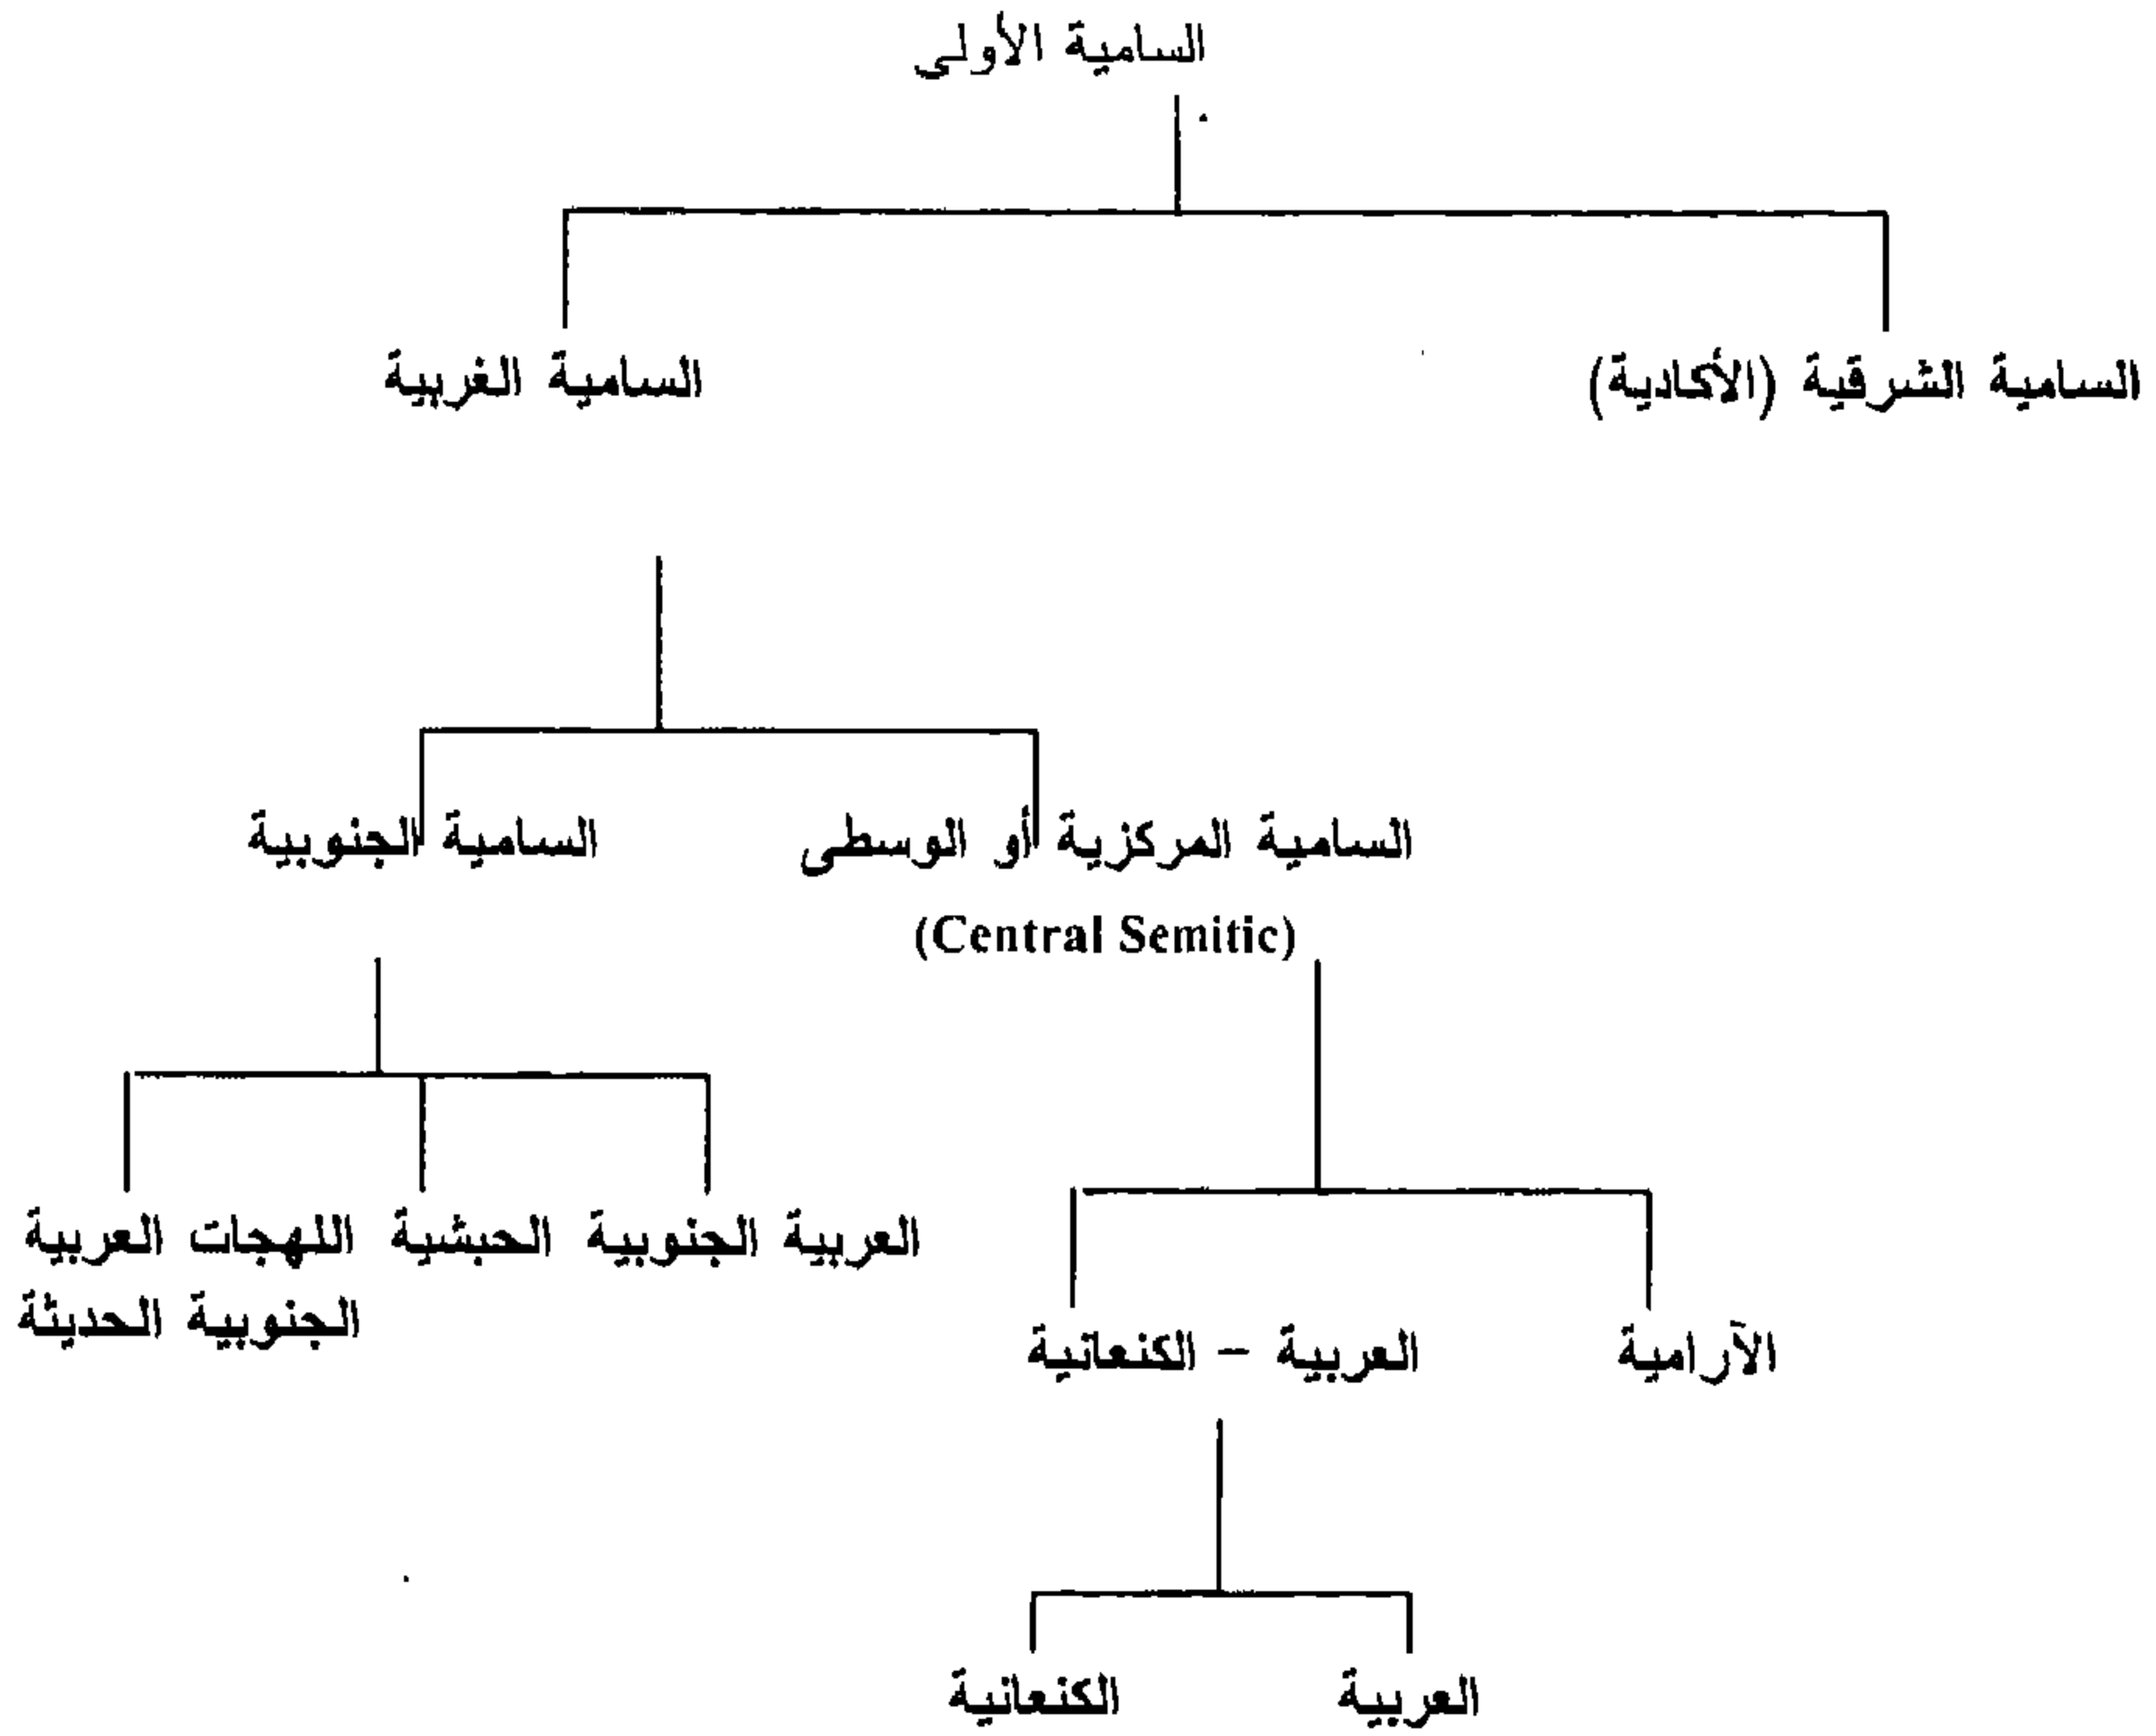 السامية الأولى
السامية الشرقية (الأكادية)
السامية الغربية
السامية المركزية أو الوسطى
(Central Semitic)
السامية الجنوبية
العربية الجنوبية
الحبشية
اللهجات العربية
الجنوبية الحديثة
الآرامية
العربية – الكنعانية
العربية
الكنعانية